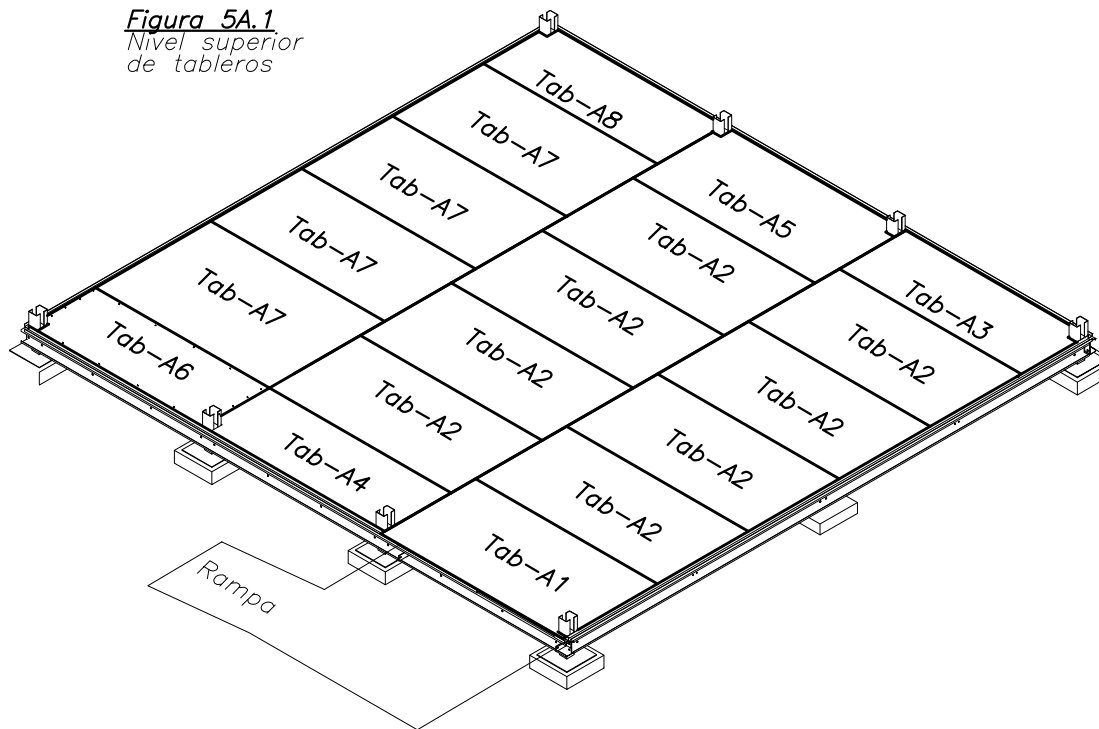 Figura 5A.1
Nivel superior
de tableros
Tab-A8
Tab-A7
Tab-A7
Tab-A7
Tab-A7
Tab-A6
Tab-A5
Tab-A2
Tab-A2
Tab-A2
Tab-A2
Tab-A4
Tab-A3
Tab-A2
Tab-A2
Tab-A2
Tab-A2
Tab-A1
Rampa